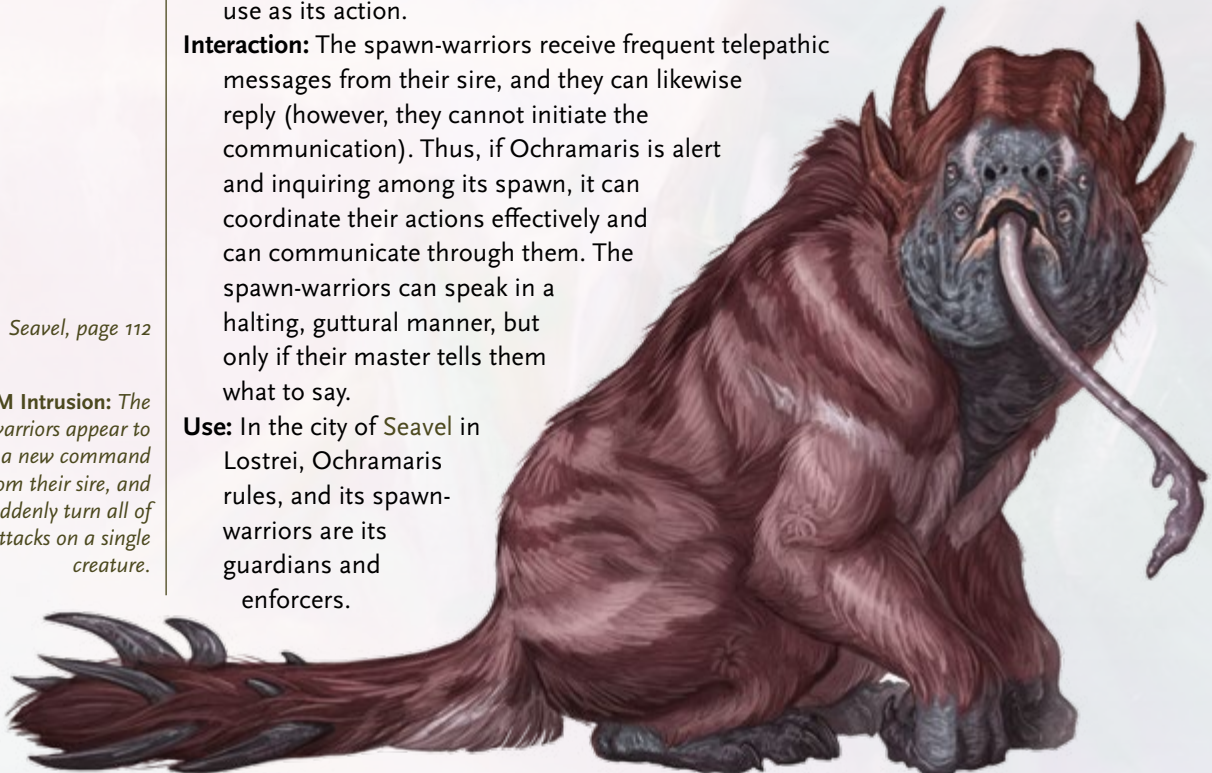 use as its action.
Interaction: The spawn-warriors receive frequent telepathic
messages from their sire, and they can likewise
reply (however, they cannot initiate the
communication). Thus, if Ochramaris is alert
and inquiring among its spawn, it can
coordinate their actions effectively and
can communicate through them. The
spawn-warriors can speak in a
halting, guttural manner, but
only if their master tells them
what to say.
Use: In the city of Seavel in
Lostrei, Ochramaris
rules, and its spawn-
warriors are its
guardians and
enforcers.
Seavel, page 112
M Intrusion: The
warriors appear to
a new command
om their sire, and
ddenly turn all of
ttacks on a single
creature.